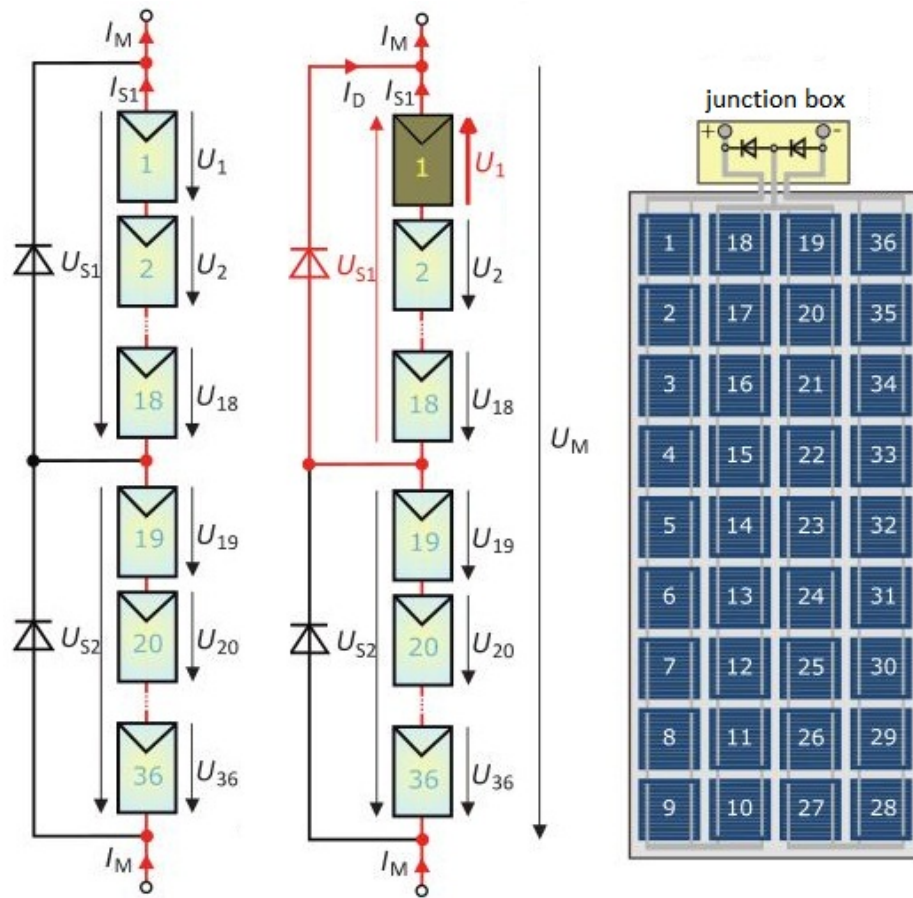 I_M
I_S1
1
U_1
2
U_S1
U_2
18
U_18
19
U_19
20
U_S2
U_20
36
U_36
I_M
I_M
I_D
I_S1
1
U_1
2
U_S1
U_2
18
U_18
U_M
19
U_19
20
U_S2
U_20
36
U_36
I_M
junction box
+ -
1 18 19 36
2 17 20 35
3 16 21 34
4 15 22 33
5 14 23 32
6 13 24 31
7 12 25 30
8 11 26 29
9 10 27 28